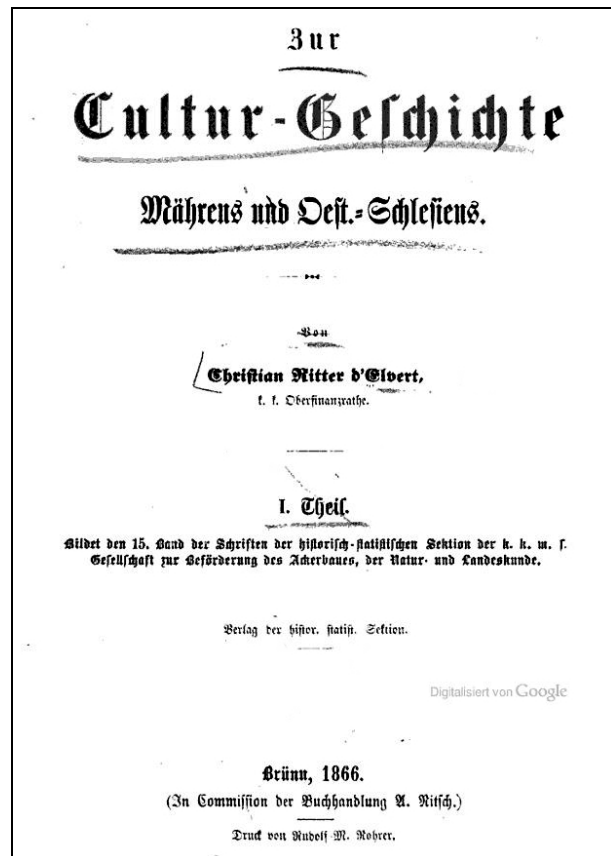 Zur
Cultur-Geschichte
Mährens und Oest.-Schlesiens.
Von
Christian Ritter d'Elvert,
k. k. Oberfinanzrathe.
I. Theil.
Bildet den 15. Band der Schriften der historisch-statistischen Sektion der k. k. m. s.
Gesellschaft zur Beförderung des Ackerbaues, der Natur- und Landeskunde.
Verlag der histor. statist. Sektion.
Digitalisiert von Google
Brünn, 1866.
(In Commission der Buchhandlung A. Nitsch.)
Druck von Rudolf M. Rohrer.